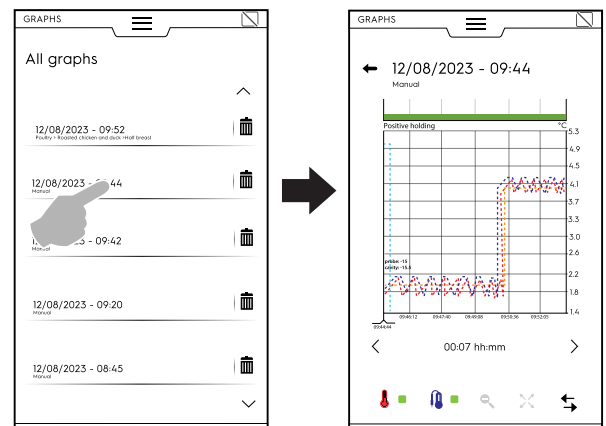 GRAPHS
All graphs
12/08/2023 - 09:52
Poultry > Roasted chicken and duck >Half breast
12/08/2023 - 44
Manual
- 09:42
Manual
12/08/2023 - 09:20
Manual
12/08/2023 - 08:45
Manual
GRAPHS
12/08/2023 - 09:44
Manual
Positive holding
°C
5.3
4.9
4.5
4.1
3.7
3.3
3.0
2.6
2.2
1.8
1.4
probe: -15
cavity: -15.5
09:46:12 09:47:40 09:49:08 09:50:36 09:52:05
09:44:44
00:07 hh:mm